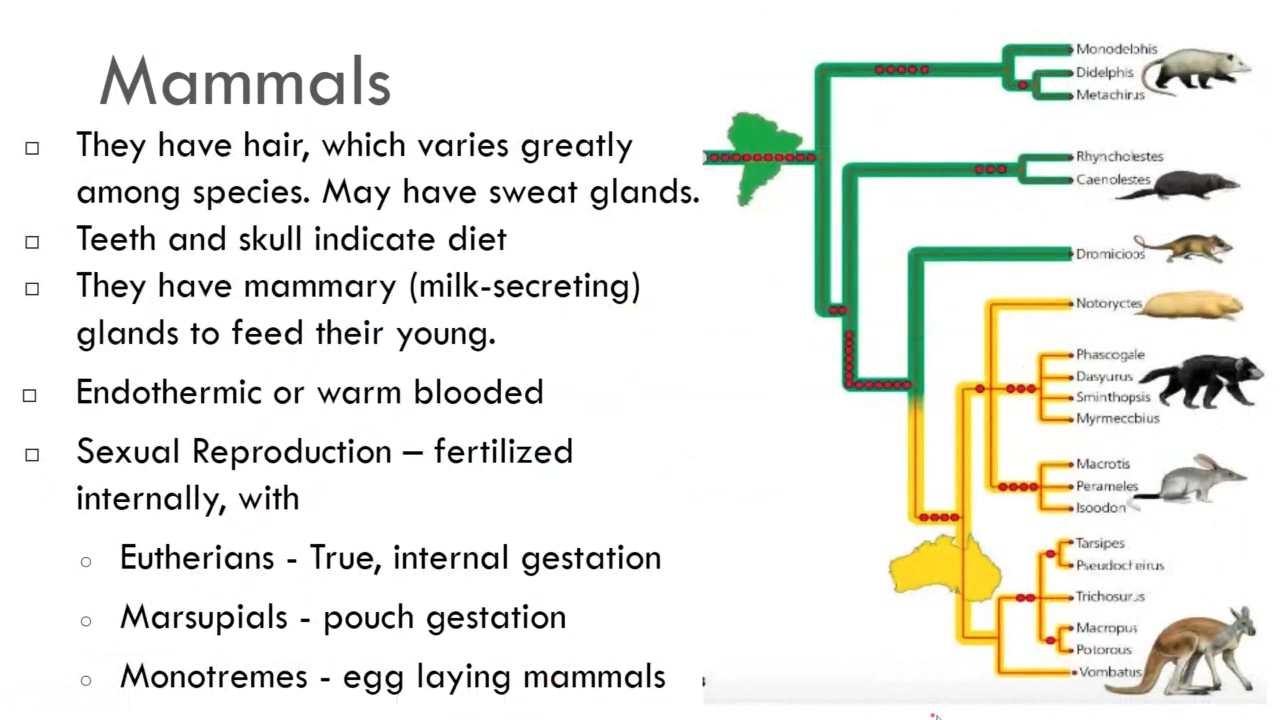 Mammals
They have hair, which varies greatly
among species. May have sweat glands.
Teeth and skull indicate diet
They have mammary (milk-secreting)
glands to feed their young.
Endothermic or warm blooded
Sexual Reproduction – fertilized
internally, with
Eutherians - True, internal gestation
Marsupials - pouch gestation
Monotremes - egg laying mammals
Monodelphis
Didelphis
Metachirus
Rhyncholestes
Caenolestes
Dromiciops
Notoryctes
Phascogale
Dasyurus
Sminthopsis
Myrmecobius
Macrotis
Perameles
Isoodon
Tarsipes
Pseudocheirus
Trichosurus
Macropus
Potorous
Vombatus